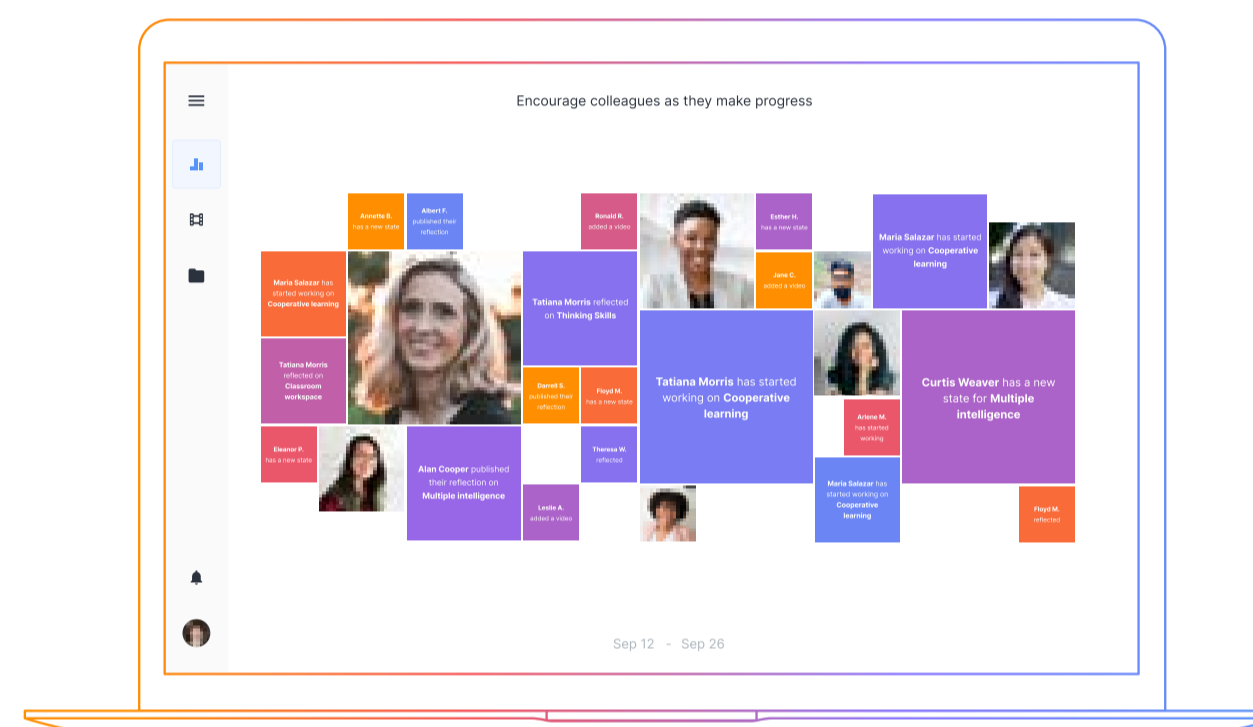 Encourage colleagues as they make progress
Annette B.
has a new state
Albert F.
published their
reflection
Ronald R.
added a video
Esther H.
has a new state
Maria Salazar has started
working on Cooperative
learning
Maria Salazar has
started working on
Cooperative learning
Tatiana Morris reflected
on Thinking Skills
Jane C.
added a video
Tatiana Morris
reflected on
Classroom
workspace
Darrell S.
published their
reflection
Floyd M.
has a new state
Tatiana Morris has started
working on Cooperative
learning
Curtis Weaver has a new
state for Multiple
intelligence
Arlene M.
has started
working
Eleanor P.
has a new state
Alan Cooper published
their reflection on
Multiple intelligence
Theresa W.
reflected
Leslie A.
added a video
Maria Salazar has
started working on
Cooperative
learning
Floyd M.
reflected
Sep 12 - Sep 26